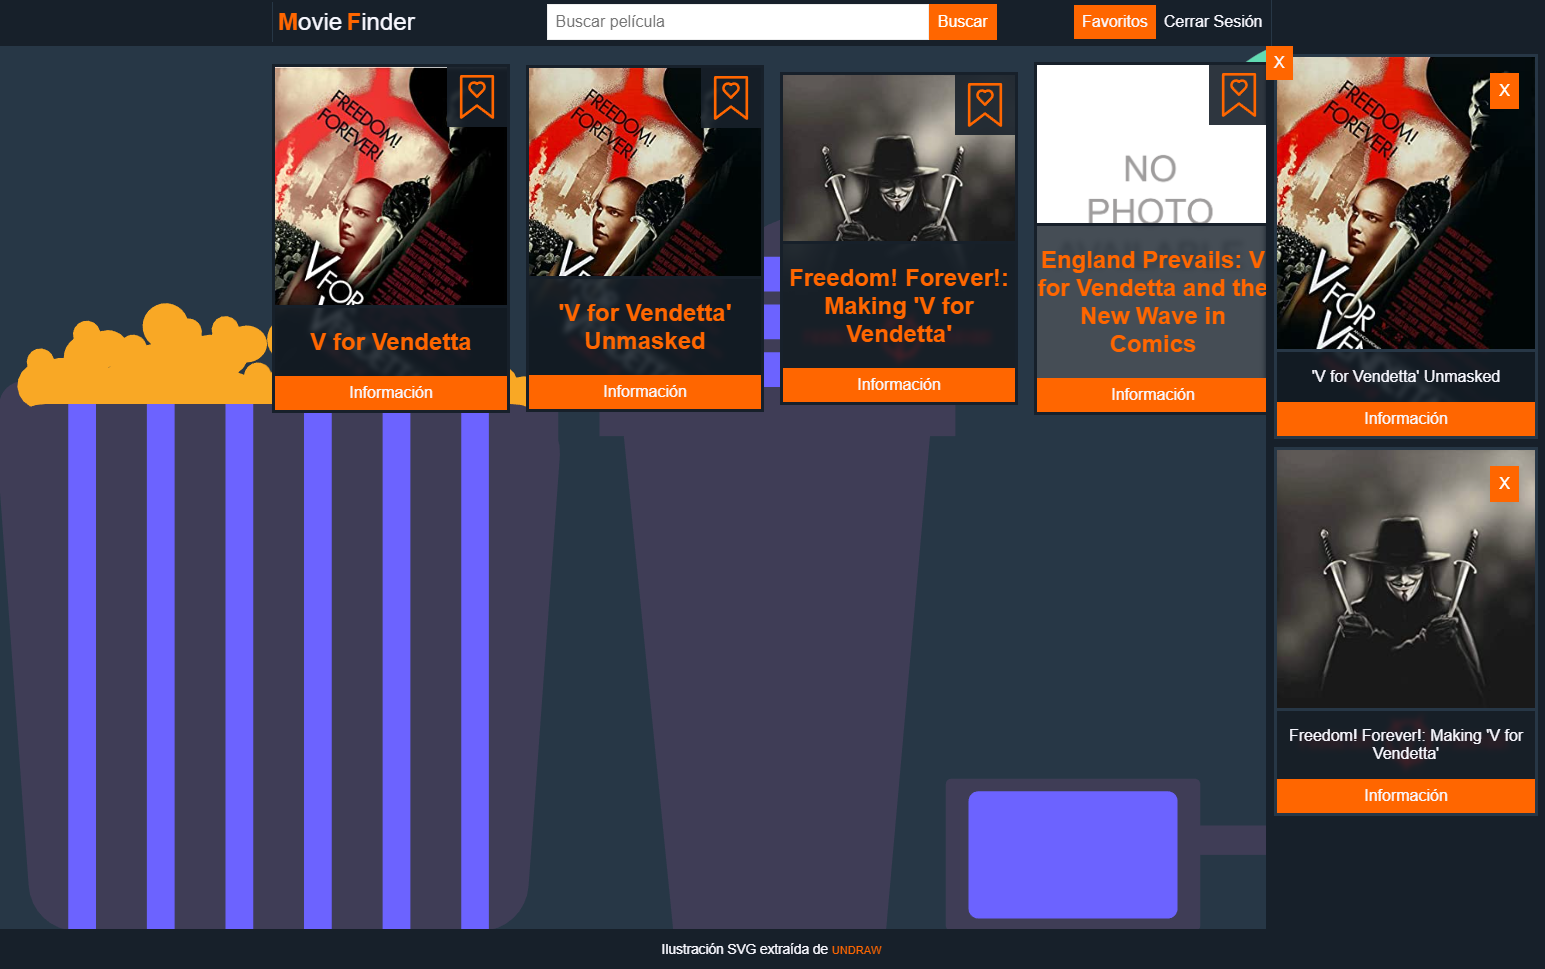 Movie Finder
Buscar película
Buscar
Favoritos
Cerrar Sesión
X
FREEDOM!
FOREVER!
V FOR
V for Vendetta
Información
FREEDOM!
FOREVER!
'V for Vendetta'
Unmasked
Información
Freedom! Forever!:
Making 'V for
Vendetta'
Información
NO
PHOTO
England Prevails: V
for Vendetta and the
New Wave in
Comics
Información
FREEDOM!
FOREVER!
X
V FOR
'V for Vendetta' Unmasked
Información
X
Freedom! Forever!: Making 'V for
Vendetta'
Información
Ilustración SVG extraída de UNDRAW